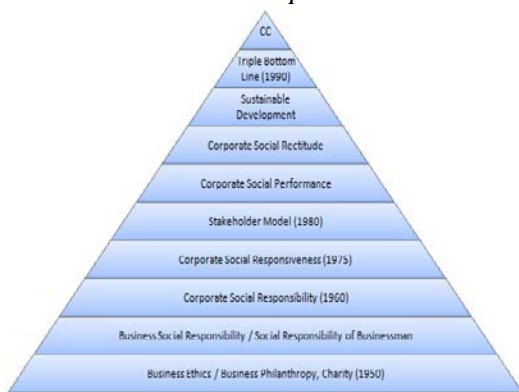 CC
Triple Bottom
Line (1990)
Sustainable
Development
Corporate Social Rectitude
Corporate Social Performance
Stakeholder Model (1980)
Corporate Social Responsiveness (1975)
Corporate Social Responsibility (1960)
Business Social Responsibility / Social Responsibility of Businessman
Business Ethics / Business Philanthropy, Charity (1950)